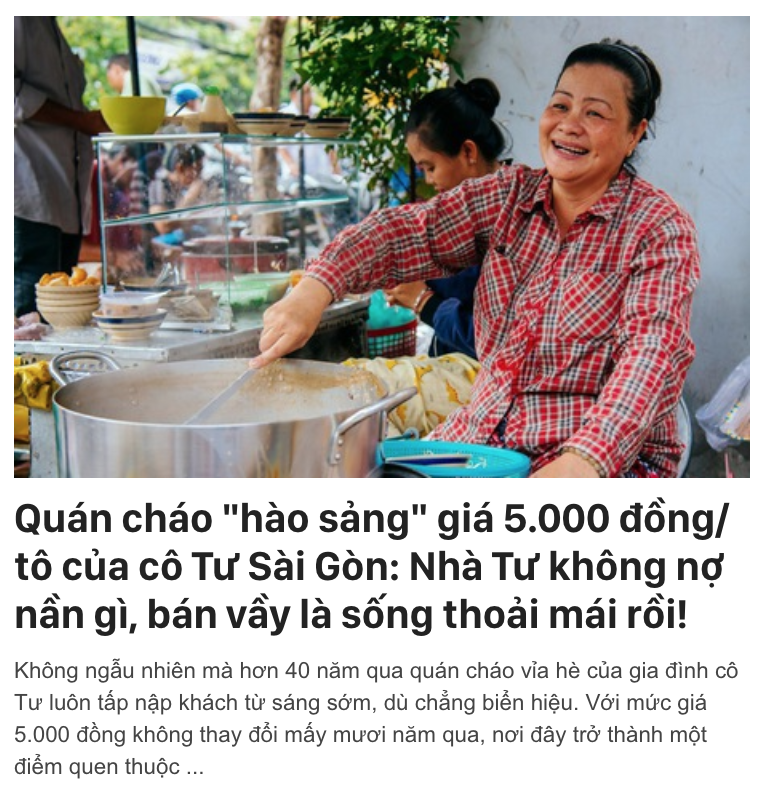 Quán cháo "hào sảng" giá 5.000 đồng/
tô của cô Tư Sài Gòn: Nhà Tư không nợ
nần gì, bán vầy là sống thoải mái rồi!
Không ngẫu nhiên mà hơn 40 năm qua quán cháo vỉa hè của gia đình cô
Tư luôn tấp nập khách từ sáng sớm, dù chẳng biển hiệu. Với mức giá
5.000 đồng không thay đổi mấy mươi năm qua, nơi đây trở thành một
điểm quen thuộc ...